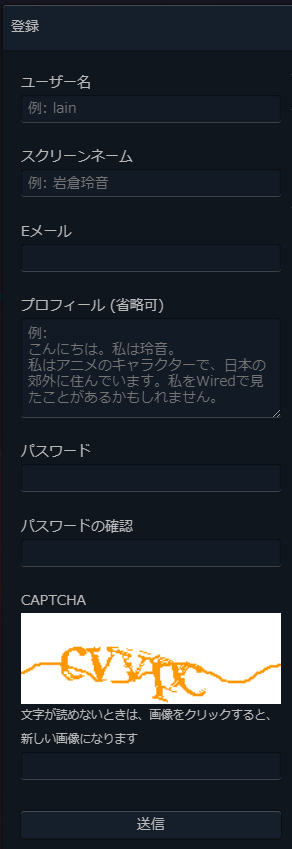 登録
ユーザー名
例: lain
スクリーンネーム
例: 岩倉玲音
Eメール
プロフィール (省略可)
例:
こんにちは。私は玲音。
私はアニメのキャラクターで、日本の
郊外に住んでいます。私をWiredで見
たことがあるかもしれません。
パスワード
パスワードの確認
CAPTCHA
文字が読めないときは、画像をクリックすると、
新しい画像になります
送信